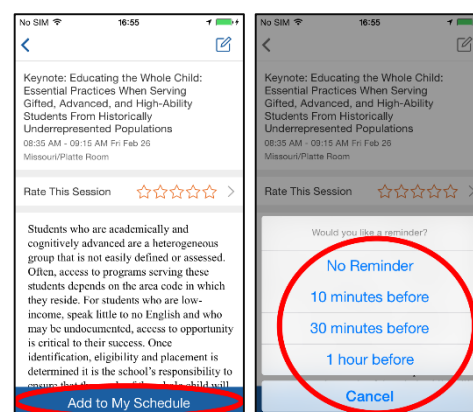 No SIM 16:55
Keynote: Educating the Whole Child:
Essential Practices When Serving
Gifted, Advanced, and High-Ability
Students From Historically
Underrepresented Populations
08:35 AM - 09:15 AM Fri Feb 26
Missouri/Platte Room
Rate This Session
Students who are academically and
cognitively advanced are a heterogeneous
group that is not easily defined or assessed.
Often, access to programs serving these
students depends on the area code in which
they reside. For students who are low-
income, speak little to no English and who
may be undocumented, access to opportunity
is critical to their success. Once
identification, eligibility and placement is
determined it is the school's responsibility to
Add to My Schedule
No SIM 16:55
Keynote: Educating the Whole Child:
Essential Practices When Serving
Gifted, Advanced, and High-Ability
Students From Historically
Underrepresented Populations
08:35 AM - 09:15 AM Fri Feb 26
Missouri/Platte Room
Rate This Session
Would you like a reminder?
No Reminder
10 minutes before
30 minutes before
1 hour before
Cancel